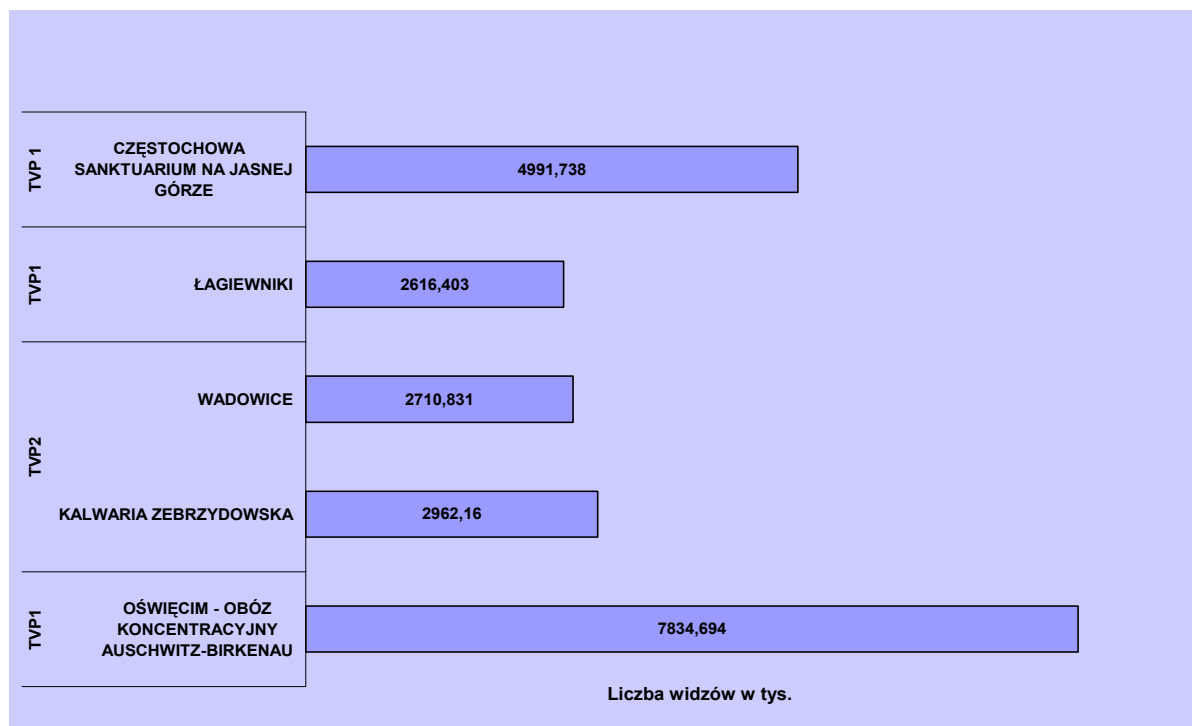 TVP 1
CZĘSTOCHOWA
SANKTUARIUM NA JASNEJ
GÓRZE
4991,738
TVP1
ŁAGIEWNIKI
2616,403
TVP2
WADOWICE
2710,831
KALWARIA ZEBRZYDOWSKA
2962,16
TVP1
OŚWIĘCIM - OBÓZ
KONCENTRACYJNY
AUSCHWITZ-BIRKENAU
7834,694
Liczba widzów w tys.